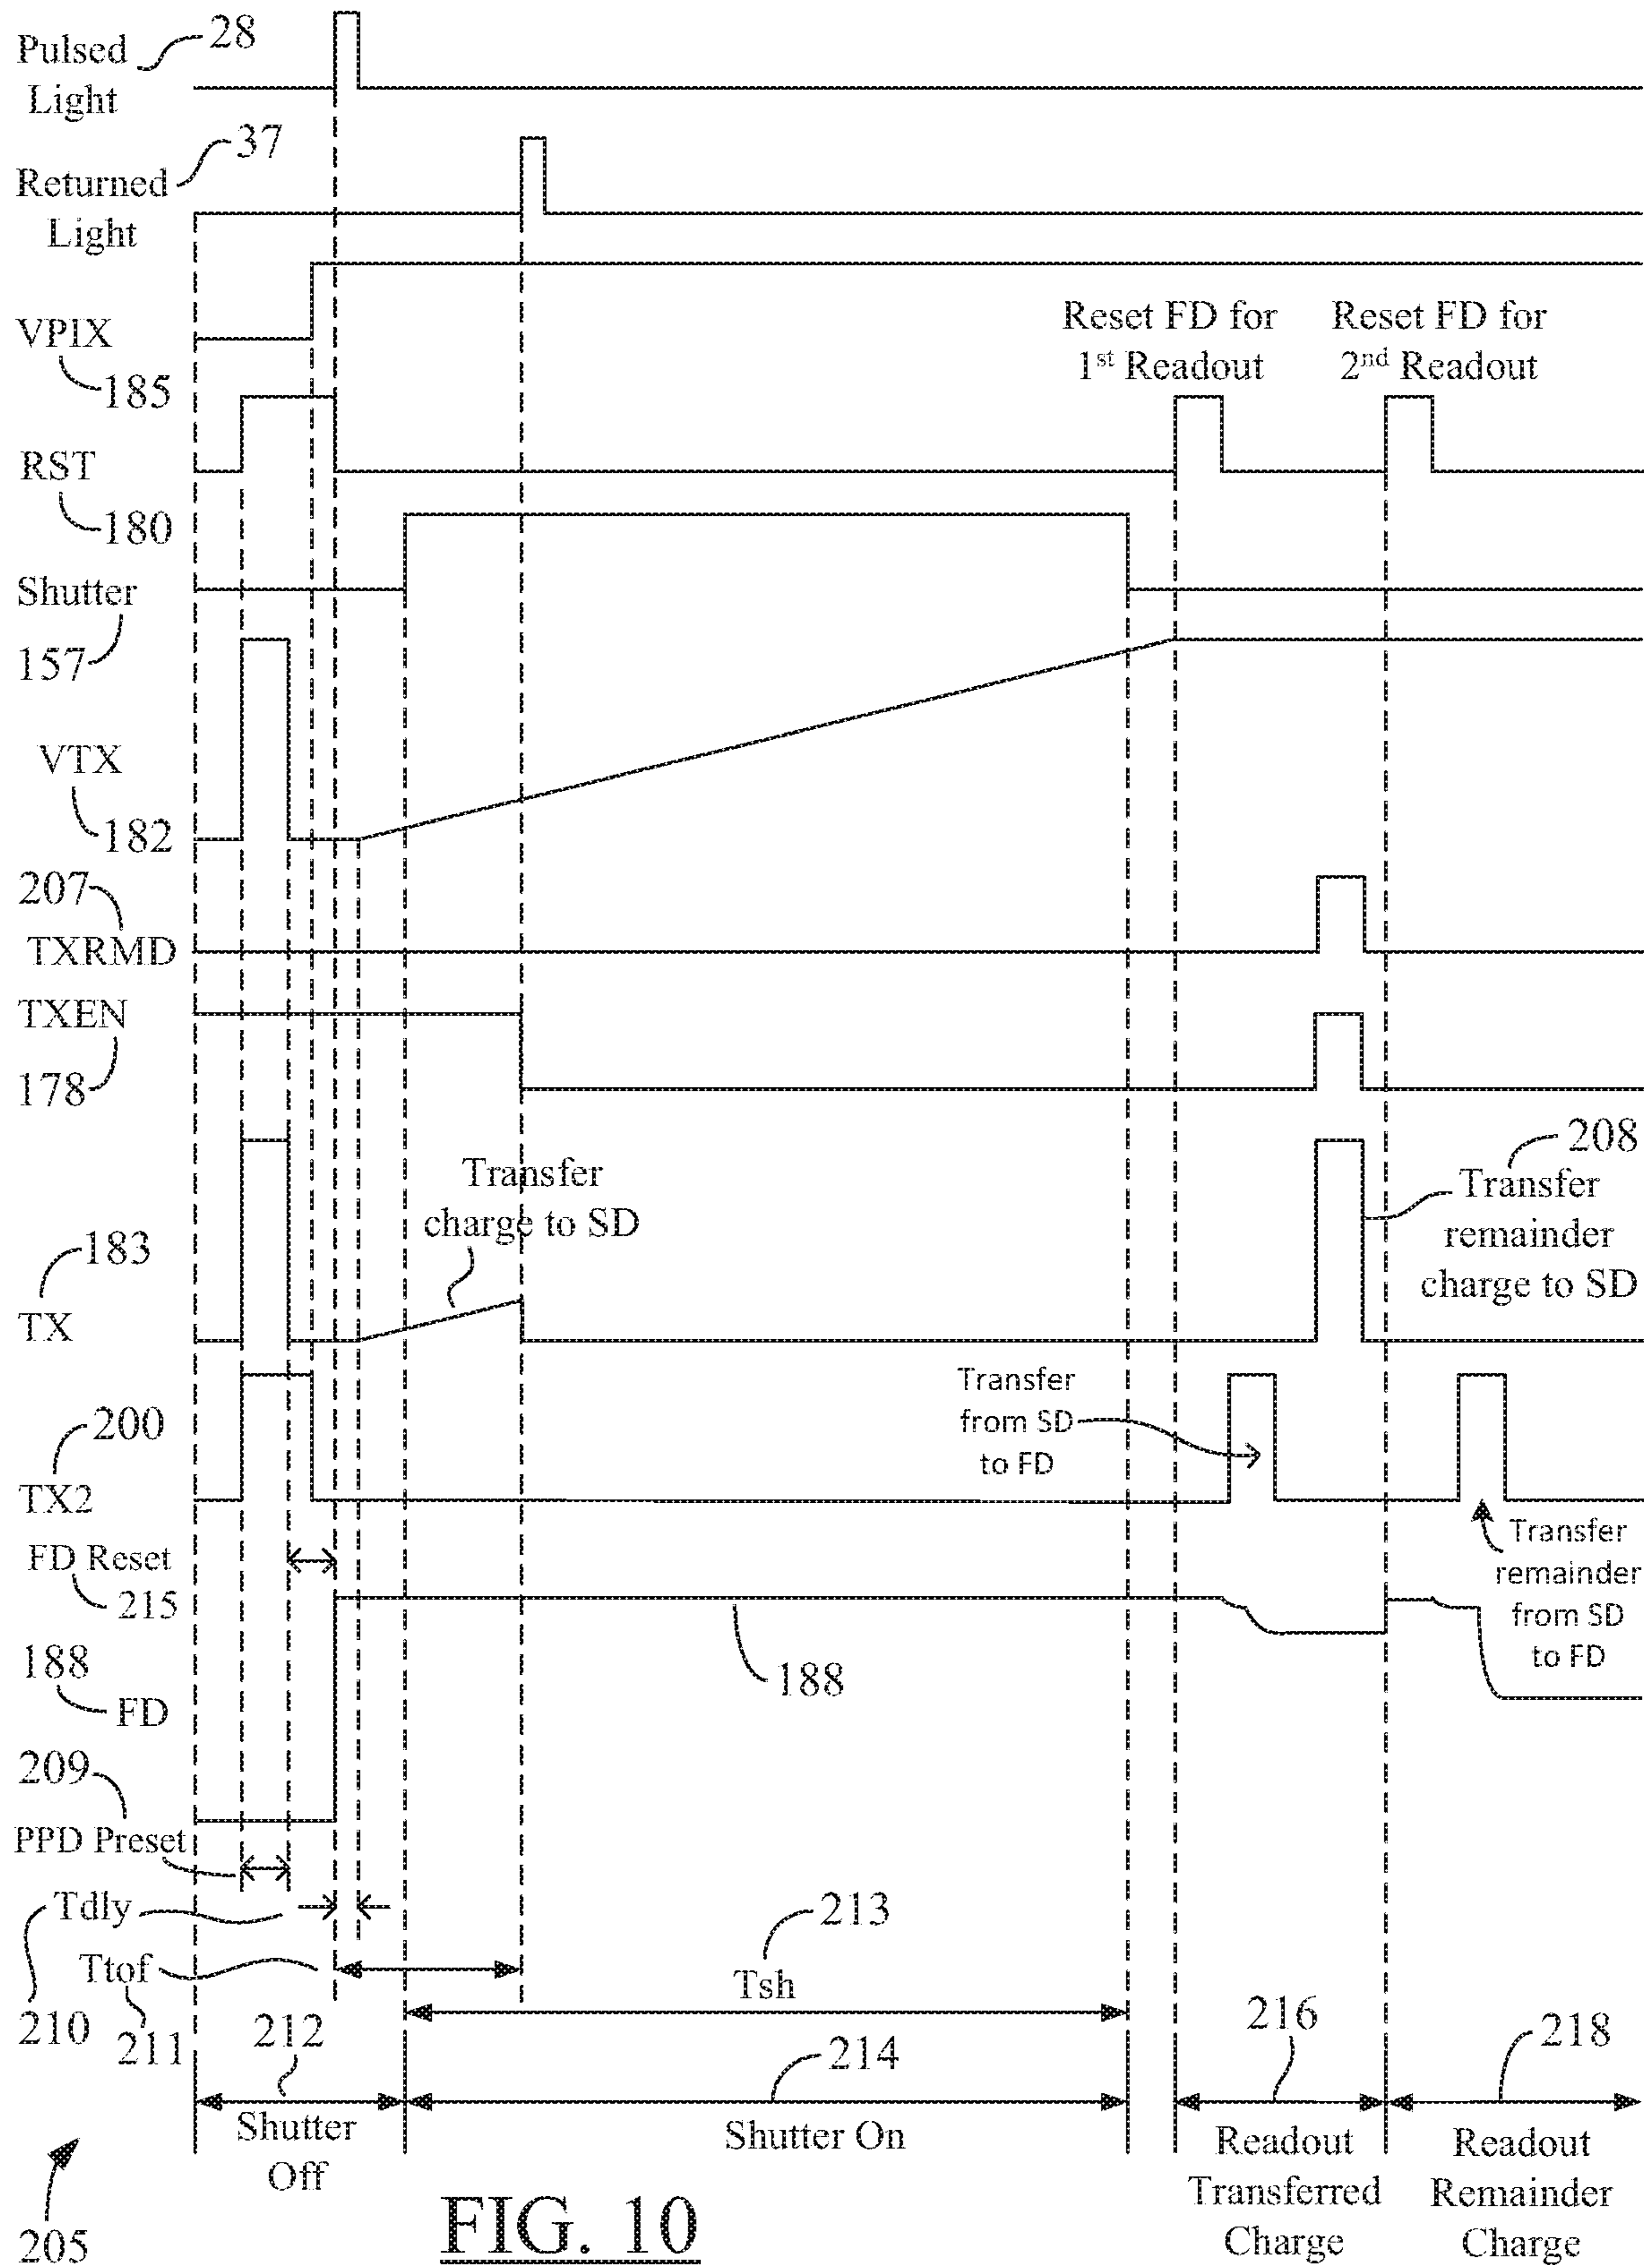 Pulsed
Light
28
Returned
Light
37
VPIX
185
Reset FD for
1st Readout
Reset FD for
2nd Readout
RST
180
Shutter
157
VTX
182
207
TXRMD
TXEN
178
Transfer
charge to SD
208
Transfer
remainder
charge to SD
183
TX
Transfer
from SD
to FD
200
TX2
Transfer
remainder
from SD
to FD
FD Reset
215
188
FD
188
209
PPD Preset
Tdly
213
Ttof
Tsh
210
211
212
214
216
218
Shutter
Off
Shutter On
Readout
Transferred
Charge
Readout
Remainder
Charge
205
FIG. 10